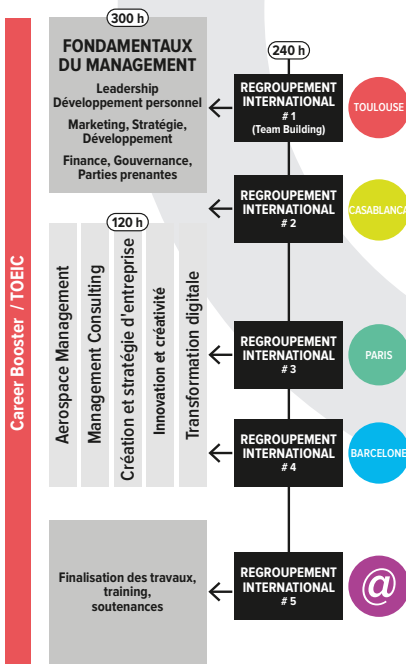 300 h
FONDAMENTAUX
DU MANAGEMENT
Leadership
Développement personnel
Marketing, Stratégie,
Développement
Finance, Gouvernance,
Parties prenantes
240 h
REGROUPEMENT
INTERNATIONAL
# 1
(Team Building)
TOULOUSE
REGROUPEMENT
INTERNATIONAL
# 2
CASABLANCA
120 h
Aerospace Management
Management Consulting
Création et stratégie d'entreprise
Innovation et créativité
Transformation digitale
Career Booster / TOEIC
REGROUPEMENT
INTERNATIONAL
# 3
PARIS
REGROUPEMENT
INTERNATIONAL
# 4
BARCELONE
Finalisation des travaux,
training,
soutenances
REGROUPEMENT
INTERNATIONAL
# 5
@